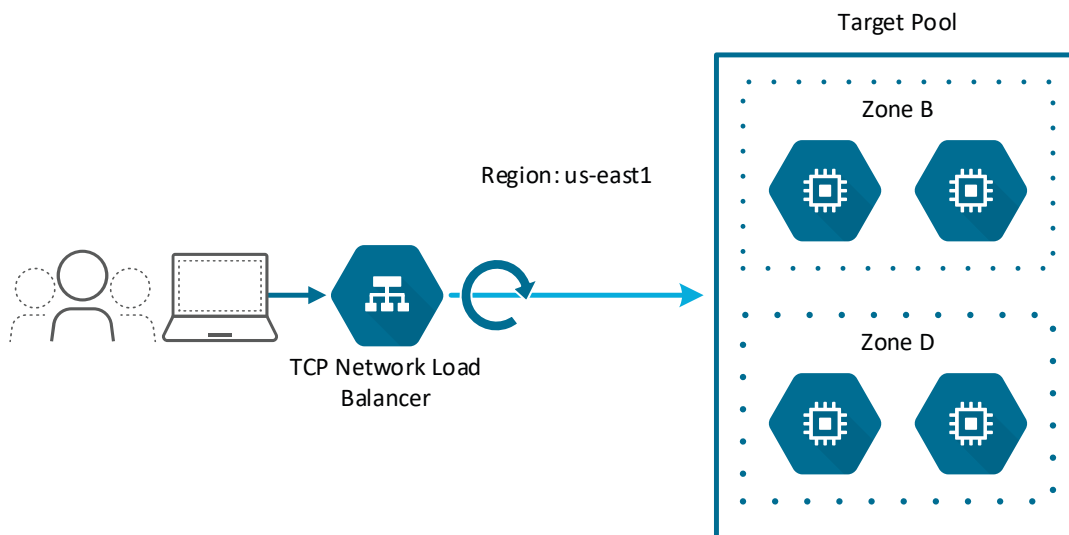 Target Pool
Zone B
Region: us-east1
Zone D
TCP Network Load
Balancer